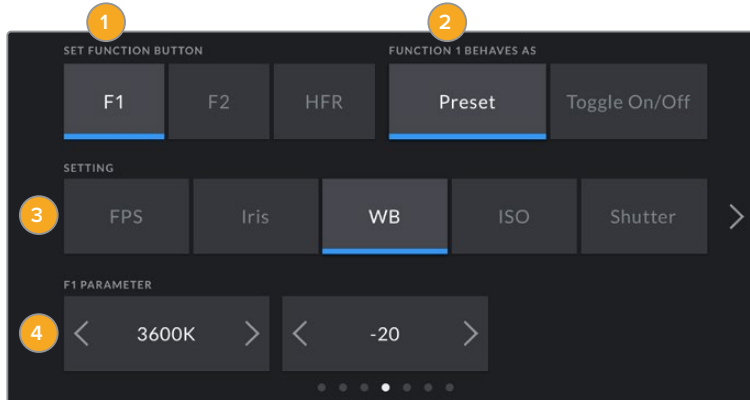 1 2
SET FUNCTION BUTTON FUNCTION 1 BEHAVES AS
F1 F2 HFR Preset Toggle On/Off
SETTING
3 FPS Iris WB ISO Shutter
F1 PARAMETER
4 3600K -20